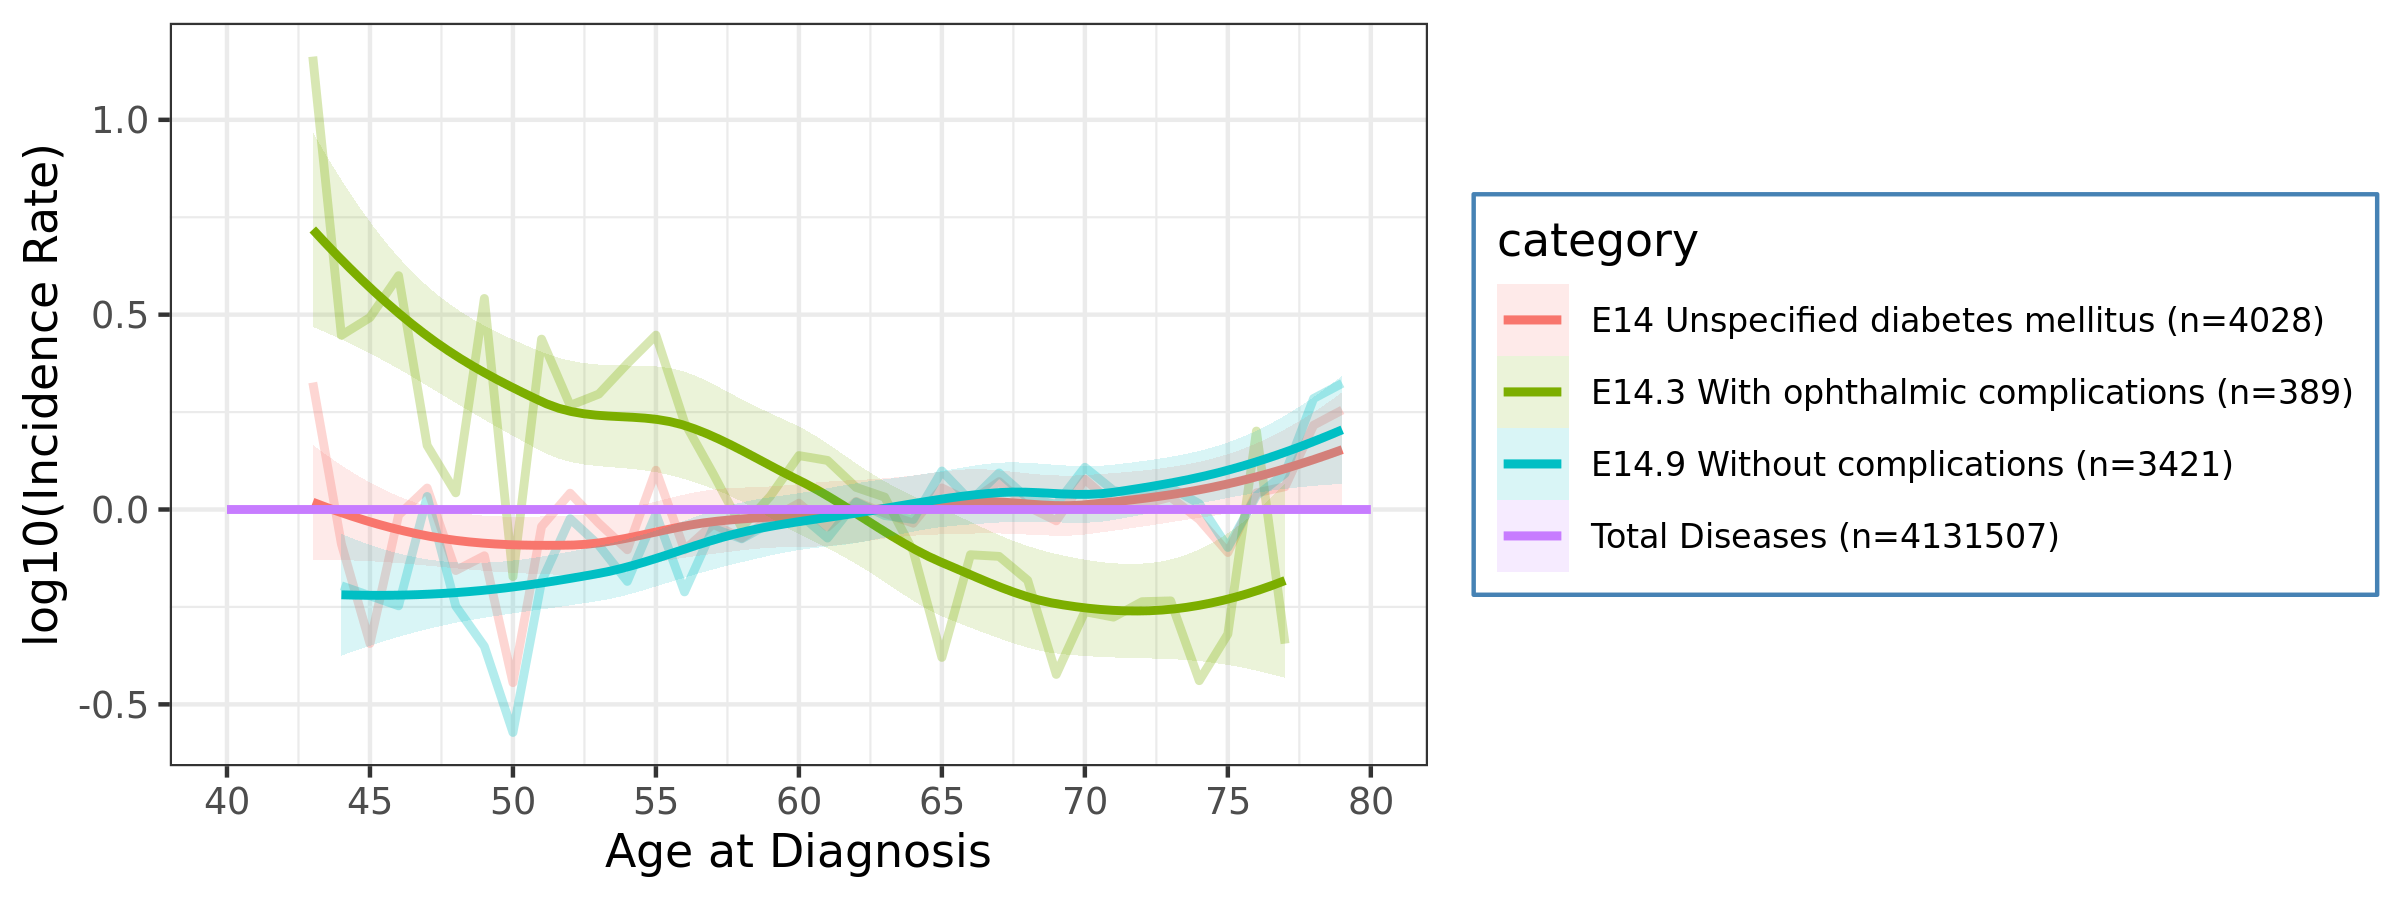 log10(Incidence Rate)
1.0
0.5
0.0
-0.5
40 45 50 55 60 65 70 75 80
Age at Diagnosis
category
E14 Unspecified diabetes mellitus (n=4028)
E14.3 With ophthalmic complications (n=389)
E14.9 Without complications (n=3421)
Total Diseases (n=4131507)